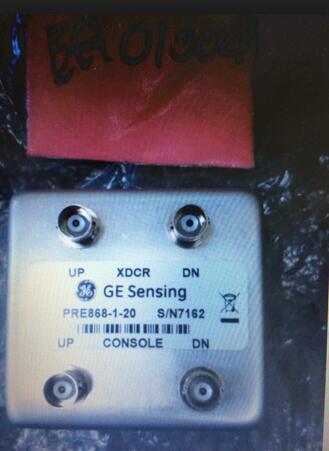 UP XDCR DN
GE Sensing
PRE868-1-20 S/N7162
UP CONSOLE DN